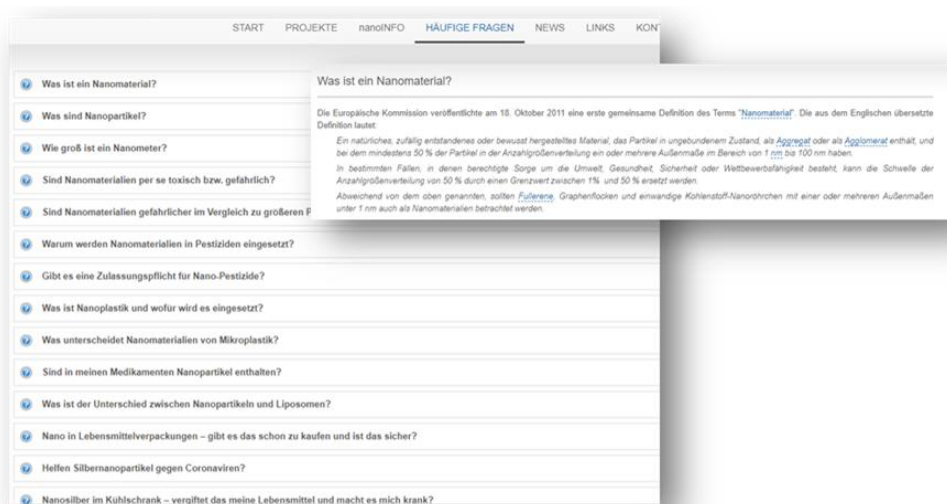 START PROJEKTE nanoINFO HÄUFIGE FRAGEN NEWS LINKS
Was ist ein Nanomaterial?
Was sind Nanopartikel?
Wie groß ist ein Nanometer?
Sind Nanomaterialien per se toxisch bzw. gefährlich?
Sind Nanomaterialien gefährlicher im Vergleich zu größeren
Warum werden Nanomaterialien in Pestiziden eingesetzt?
Gibt es eine Zulassungspflicht für Nano-Pestizide?
Was ist Nanoplastik und wofür wird es eingesetzt?
Was unterscheidet Nanomaterialien von Mikroplastik?
Sind in meinen Medikamenten Nanopartikel enthalten?
Was ist der Unterschied zwischen Nanopartikeln und Liposomen?
Nano in Lebensmittelverpackungen – gibt es das schon zu kaufen und ist das sicher?
Helfen Silbernanopartikel gegen Coronaviren?
Nanosilber im Kühlschrank – vergiftet das meine Lebensmittel und macht es mich krank?
Was ist ein Nanomaterial?
Die Europäische Kommission veröffentlichte am 18. Oktober 2011 eine erste gemeinsame Definition des Terms "Nanomaterial". Die aus dem Englischen übersetzte
Definition lautet:
Ein natürliches, zufällig entstandenes oder bewusst hergestelltes Material, das Partikel in ungebundenem Zustand, als Aggregat oder als Agglomerat enthält, und
bei dem mindestens 50 % der Partikel in der Anzahlgrößenverteilung ein oder mehrere Außenmaße im Bereich von 1 nm bis 100 nm haben.
In bestimmten Fällen, in denen berechtigte Sorge um die Umwelt, Gesundheit, Sicherheit oder Wettbewerbsfähigkeit besteht, kann die Schwelle der
Anzahlgrößenverteilung von 50 % durch einen Grenzwert zwischen 1% und 50 % ersetzt werden.
Abweichend von dem oben genannten, sollten Fullerene, Graphenflocken und einwandige Kohlenstoff-Nanoröhrchen mit einer oder mehreren Außenmaßen
unter 1 nm auch als Nanomaterialien betrachtet werden.